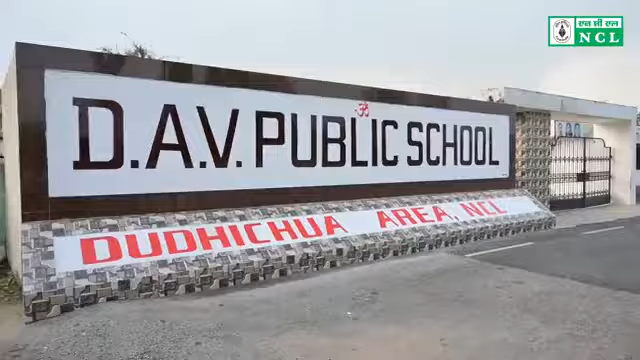 एन सी एल
NCL
ॐ
D.A.V. PUBLIC SCHOOL
DUDHICHUA AREA, NCL